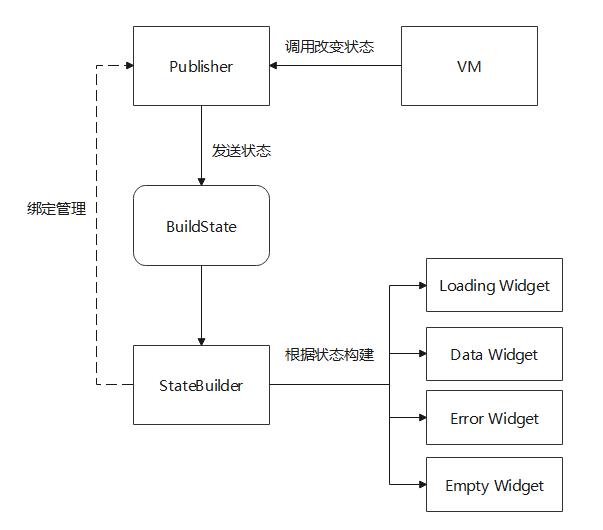 调用改变状态
Publisher
VM
发送状态
绑定管理
BuildState
Loading Widget
根据状态构建
Data Widget
StateBuilder
Error Widget
Empty Widget